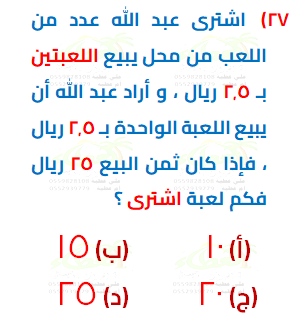 ٢٧) اشترى عبد الله عدد من
اللعب من محل يبيع اللعبتين
بـ ٢,٥ ريال ، و أراد عبد الله أن
يبيع اللعبة الواحدة بـ ٢,٥ ريال
، فإذا كان ثمن البيع ٢٥ ريال
فكم لعبة اشترى ؟
(أ) ١٠ (ب) ١٥
(ج) ٢٠ (د) ٢٥